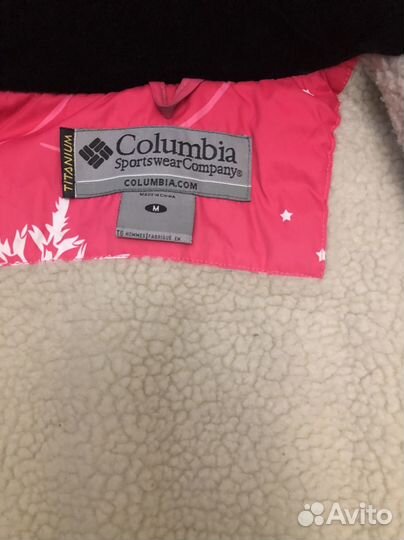 TITANIUM
Columbia
SportswearCompany®
COLUMBIA.COM
MADE IN CHINA
M
Avito